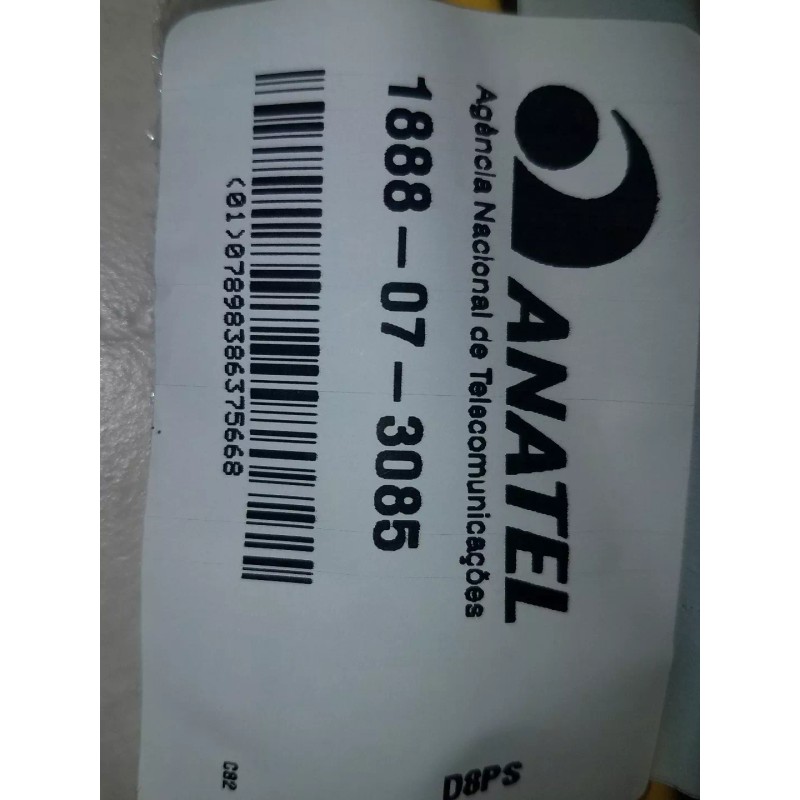 ANATEL
Agência Nacional de Telecomunicações
1888-07-3085
(01)07898386375668
D8PS
C82